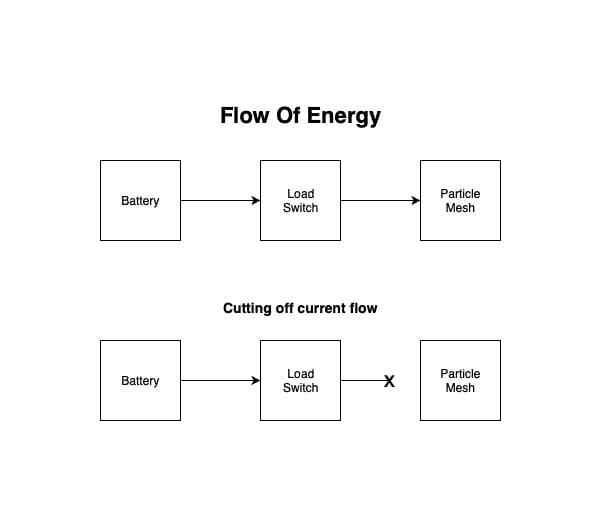 Flow Of Energy
Battery
Load
Switch
Particle
Mesh
Cutting off current flow
Battery
Load
Switch
X
Particle
Mesh